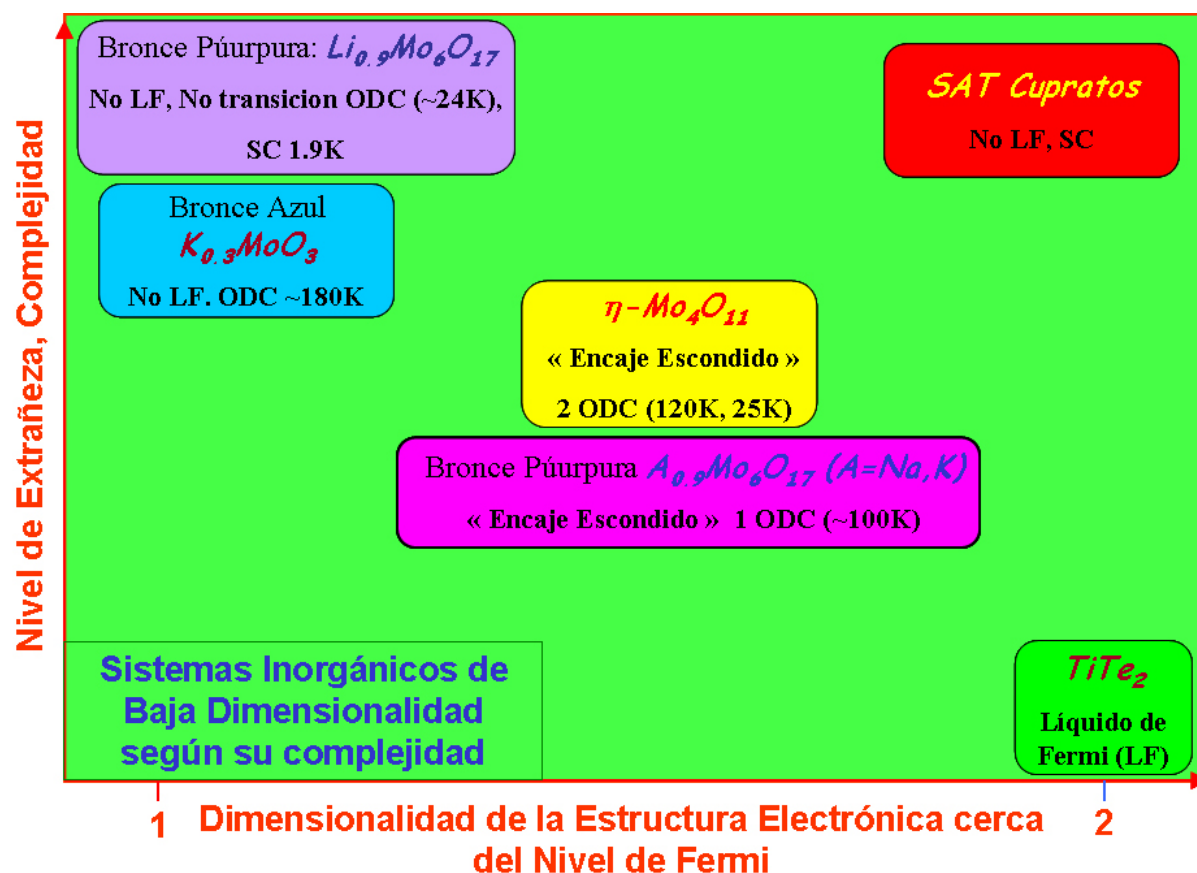 Nivel de Extrañeza, Complejidad
Bronce Púurpura: Li0.9Mo6O17
No LF, No transicion ODC (~24K),
SC 1.9K
SAT Cupratos
No LF, SC
Bronce Azul
K0.3MoO3
No LF. ODC ~180K
η-Mo4O11
« Encaje Escondido »
2 ODC (120K, 25K)
Bronce Púurpura A0.9Mo6O17 (A=Na,K)
« Encaje Escondido » 1 ODC (~100K)
Sistemas Inorgánicos de
Baja Dimensionalidad
según su complejidad
TiTe2
Líquido de
Fermi (LF)
1
2
Dimensionalidad de la Estructura Electrónica cerca
del Nivel de Fermi